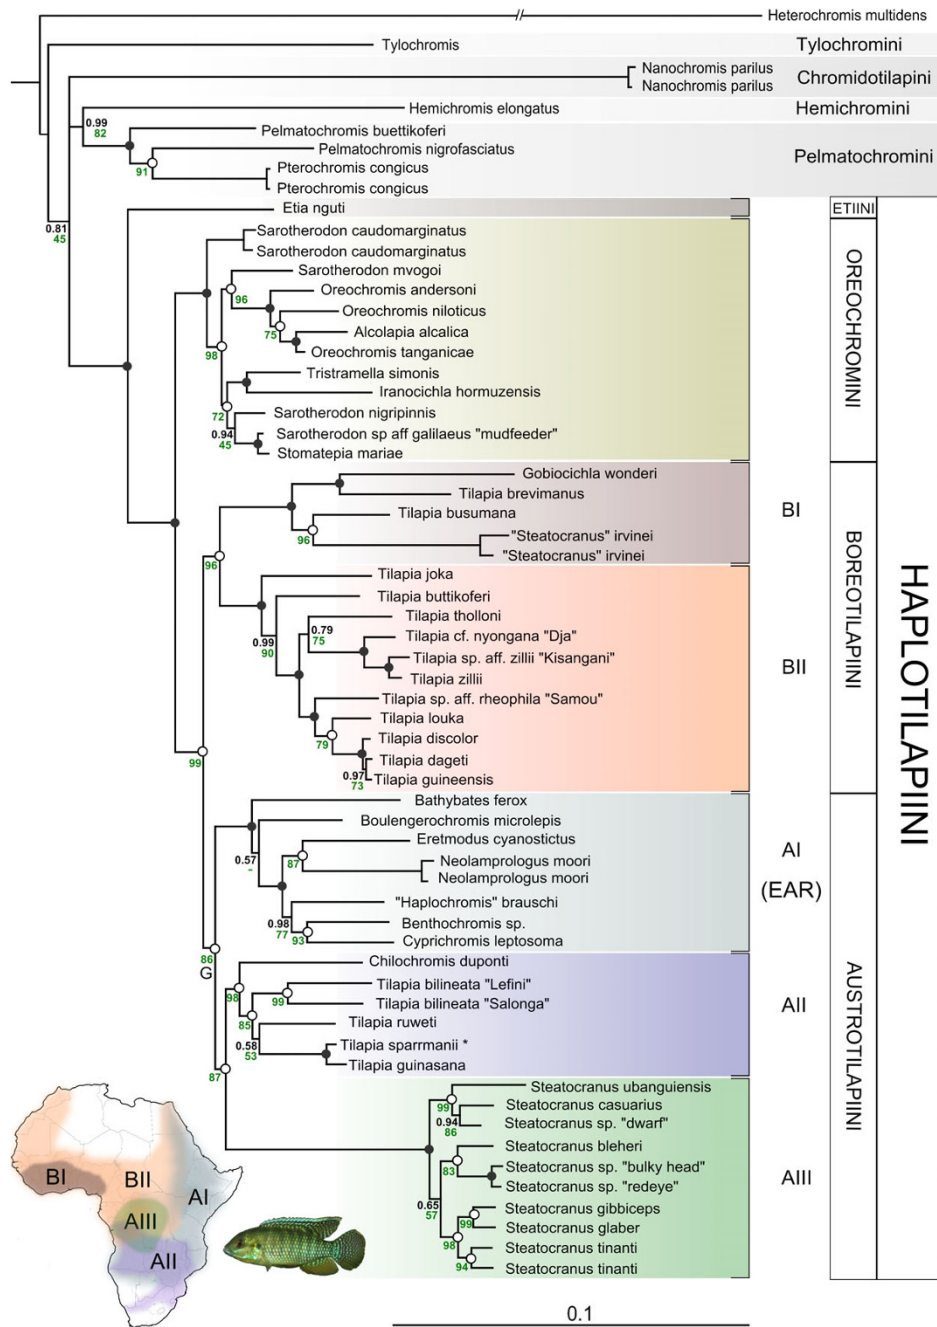 Heterochromis multidens
Tylochromis Tylochromini
Nanochromis parilus
Chromidotilapini
Nanochromis parilus
Hemichromis elongatus Hemichromini
0.99
82
Pelmatochromis buettikoferi
Pelmatochromis nigrofasciatus
Pelmatochromini
91
Pterochromis congicus
Pterochromis congicus
Etia nguti ETIINI
0.81
45
Sarotherodon caudomarginatus
Sarotherodon caudomarginatus
Sarotherodon mvogoi
96
Oreochromis andersoni
Oreochromis niloticus
75
Alcolapia alcalica
98
Oreochromis tanganicae
Tristramella simonis
Iranocichla hormuzensis
72
Sarotherodon nigripinnis
0.94
45
Sarotherodon sp aff galilaeus "mudfeeder"
Stomatepia mariae
OREOCHROMINI
Gobiocichla wonderi
Tilapia brevimanus
BI
Tilapia busumana
96
"Steatocranus" irvinei
"Steatocranus" irvinei
96
Tilapia joka
Tilapia buttikoferi
Tilapia tholloni
0.99
90
0.79
75
Tilapia cf. nyongana "Dja"
Tilapia sp. aff. zillii "Kisangani"
BII
Tilapia zillii
Tilapia sp. aff. rheophila "Samou"
Tilapia louka
79
Tilapia discolor
Tilapia dageti
0.97
73
Tilapia guineensis
BOREOTILAPIINI
HAPLOTILAPIINI
99
Bathybates ferox
Boulengerochromis microlepis
0.57
-
Eretmodus cyanostictus
87
AI
Neolamprologus moori
Neolamprologus moori
(EAR)
"Haplochromis" brauschi
0.98
77
Benthochromis sp.
93
Cyprichromis leptosoma
86
G
Chilochromis duponti
98
Tilapia bilineata "Lefini"
99
Tilapia bilineata "Salonga"
AII
85
Tilapia ruweti
0.58
53
Tilapia sparrmanii *
Tilapia guinasana
87
AUSTROTILAPIINI
Steatocranus ubanguiensis
99
Steatocranus casuarius
0.94
86
Steatocranus sp. "dwarf"
Steatocranus bleheri
83
Steatocranus sp. "bulky head"
AIII
Steatocranus sp. "redeye"
0.65
57
Steatocranus gibbiceps
99
Steatocranus glaber
98
Steatocranus tinanti
94
Steatocranus tinanti
BI
BII
AI
AIII
AII
0.1